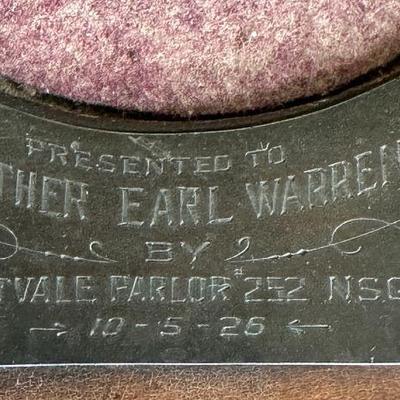 PRESENTED TO
THER EARL WARREN
BY
TVALE PARLOR #252 N.S.G
→ 10-5-26 ←